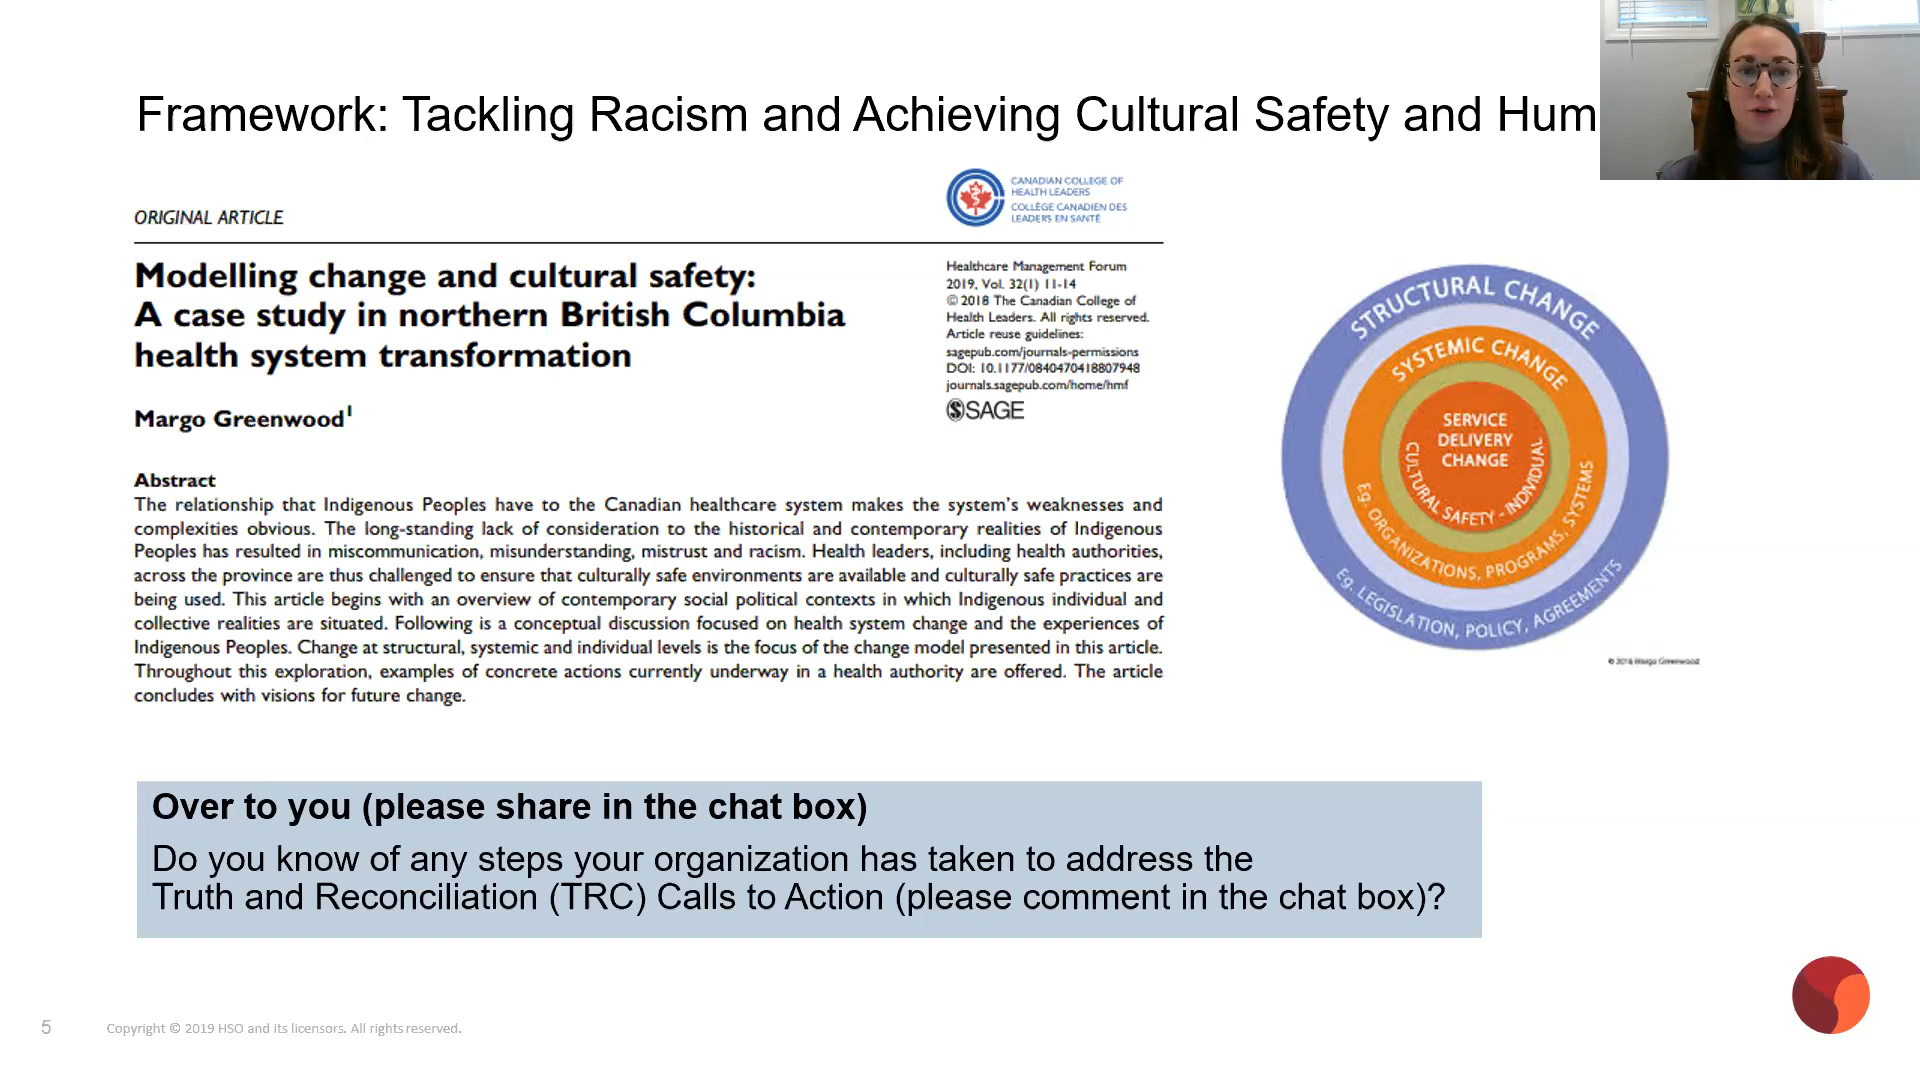 Framework: Tackling Racism and Achieving Cultural Safety and Hum
CANADIAN COLLEGE OF
HEALTH LEADERS
COLLÈGE CANADIEN DES
LEADERS EN SANTÉ
ORIGINAL ARTICLE
Modelling change and cultural safety:
A case study in northern British Columbia
health system transformation
Margo Greenwood1
Healthcare Management Forum
2019, Vol. 32(1) 11-14
© 2018 The Canadian College of
Health Leaders. All rights reserved.
Article reuse guidelines:
sagepub.com/journals-permissions
DOI: 10.1177/0840470418807948
journals.sagepub.com/home/hmf
SAGE
Abstract
The relationship that Indigenous Peoples have to the Canadian healthcare system makes the system's weaknesses and
complexities obvious. The long-standing lack of consideration to the historical and contemporary realities of Indigenous
Peoples has resulted in miscommunication, misunderstanding, mistrust and racism. Health leaders, including health authorities,
across the province are thus challenged to ensure that culturally safe environments are available and culturally safe practices are
being used. This article begins with an overview of contemporary social political contexts in which Indigenous individual and
collective realities are situated. Following is a conceptual discussion focused on health system change and the experiences of
Indigenous Peoples. Change at structural, systemic and individual levels is the focus of the change model presented in this article.
Throughout this exploration, examples of concrete actions currently underway in a health authority are offered. The article
concludes with visions for future change.
STRUCTURAL CHANGE
SYSTEMIC CHANGE
SERVICE
DELIVERY
CHANGE
CULTURAL SAFETY - INDIVIDUAL
Eg. ORGANIZATIONS, PROGRAMS, SYSTEMS
Eg. LEGISLATION, POLICY, AGREEMENTS
© 2016 Margo Greenwood
Over to you (please share in the chat box)
Do you know of any steps your organization has taken to address the
Truth and Reconciliation (TRC) Calls to Action (please comment in the chat box)?
5
Copyright © 2019 HSO and its licensors. All rights reserved.